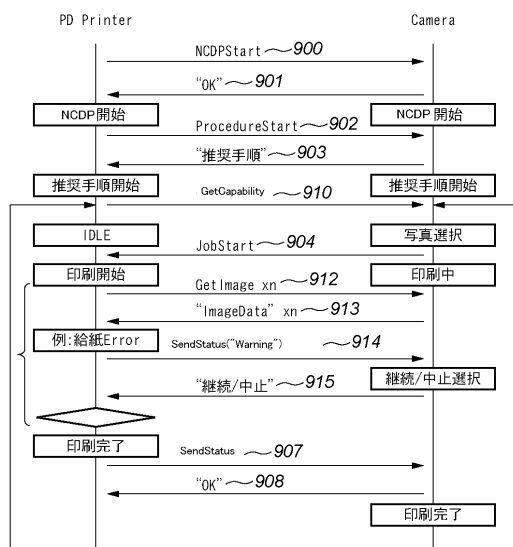 PD Printer Camera
NCDPStart 900
“OK” 901
NCDP開始 NCDP開始
ProcedureStart 902
“推奨手順” 903
推奨手順開始 GetCapability 910 推奨手順開始
IDLE 写真選択
JobStart 904
印刷開始 GetImage xn 912 印刷中
“ImageData” xn 913
例:給紙Error SendStatus("Warning") 914
“継続/中止” 915 継続/中止選択
印刷完了
SendStatus 907
“OK” 908
印刷完了